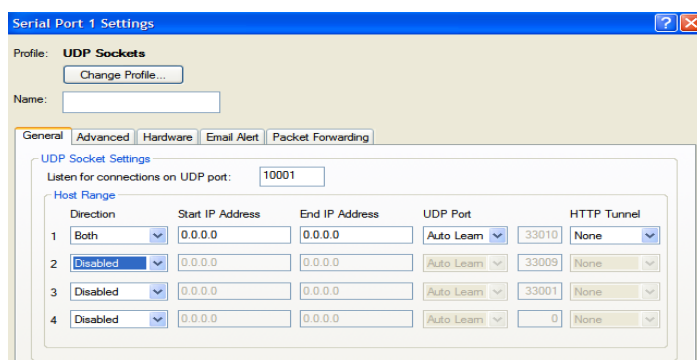 Serial Port 1 Settings
Profile: UDP Sockets
Change Profile...
Name:
General Advanced Hardware Email Alert Packet Forwarding
UDP Socket Settings
Listen for connections on UDP port: 10001
Host Range
Direction Start IP Address End IP Address UDP Port HTTP Tunnel
1 Both 0.0.0.0 0.0.0.0 Auto Learn 33010 None
2 Disabled 0.0.0.0 0.0.0.0 Auto Learn 33009 None
3 Disabled 0.0.0.0 0.0.0.0 Auto Learn 33001 None
4 Disabled 0.0.0.0 0.0.0.0 Auto Learn 0 None